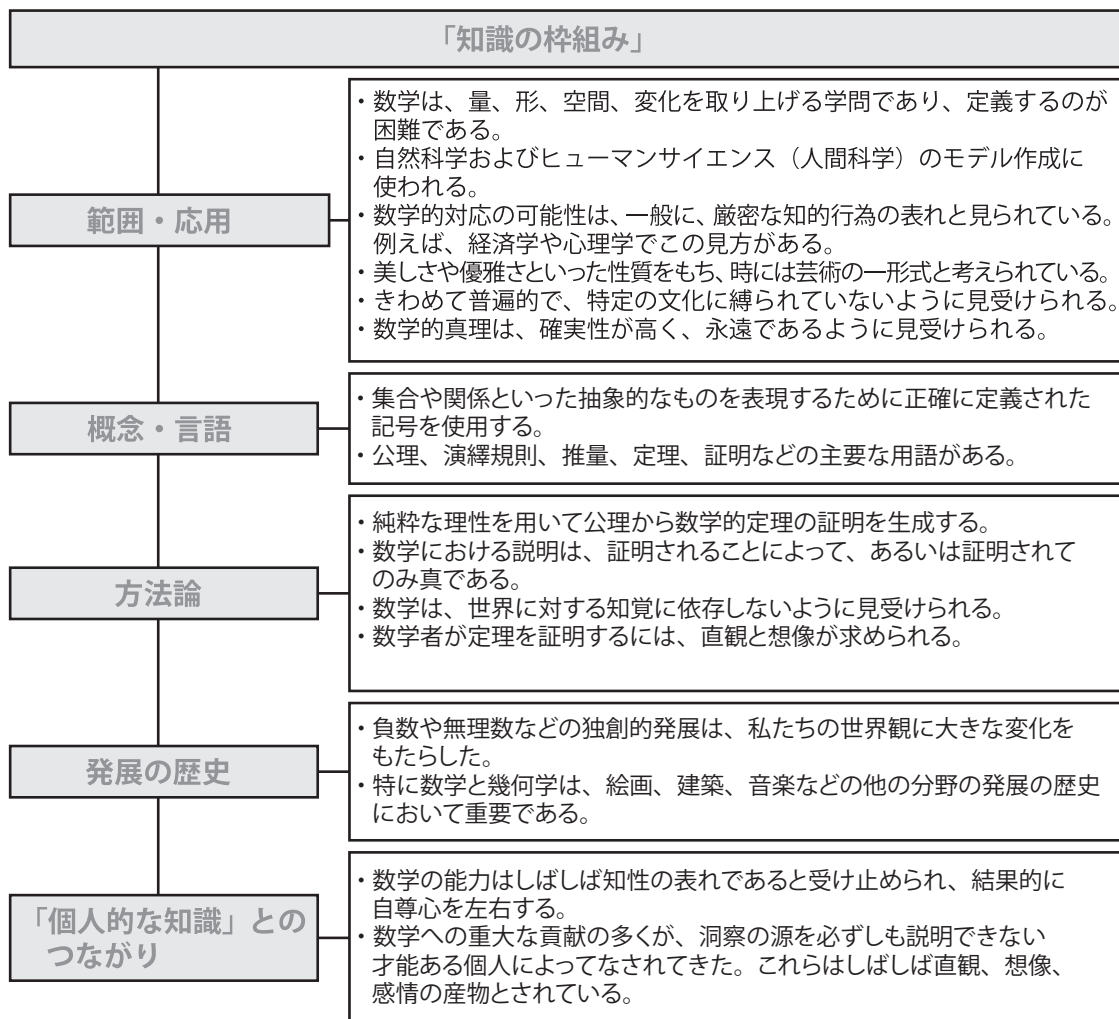 「知識の枠組み」
範囲・応用
・数学は、量、形、空間、変化を取り上げる学問であり、定義するのが
困難である。
・自然科学およびヒューマンサイエンス（人間科学）のモデル作成に
使われる。
・数学的対応の可能性は、一般に、厳密な知的行為の表れと見られている。
例えば、経済学や心理学でこの見方がある。
・美しさや優雅さといった性質をもち、時には芸術の一形式と考えられている。
・きわめて普遍的で、特定の文化に縛られていないように見受けられる。
・数学的真理は、確実性が高く、永遠であるように見受けられる。
概念・言語
・集合や関係といった抽象的なものを表現するために正確に定義された
記号を使用する。
・公理、演繹規則、推量、定理、証明などの主要な用語がある。
方法論
・純粋な理性を用いて公理から数学的定理の証明を生成する。
・数学における説明は、証明されることによって、あるいは証明されて
のみ真である。
・数学は、世界に対する知覚に依存しないように見受けられる。
・数学者が定理を証明するには、直観と想像が求められる。
発展の歴史
・負数や無理数などの独創的発展は、私たちの世界観に大きな変化を
もたらした。
・特に数学と幾何学は、絵画、建築、音楽などの他の分野の発展の歴史
において重要である。
「個人的な知識」との
つながり
・数学の能力はしばしば知性の表れであると受け止められ、結果的に
自尊心を左右する。
・数学への重大な貢献の多くが、洞察の源を必ずしも説明できない
才能ある個人によってなされてきた。これらはしばしば直観、想像、
感情の産物とされている。